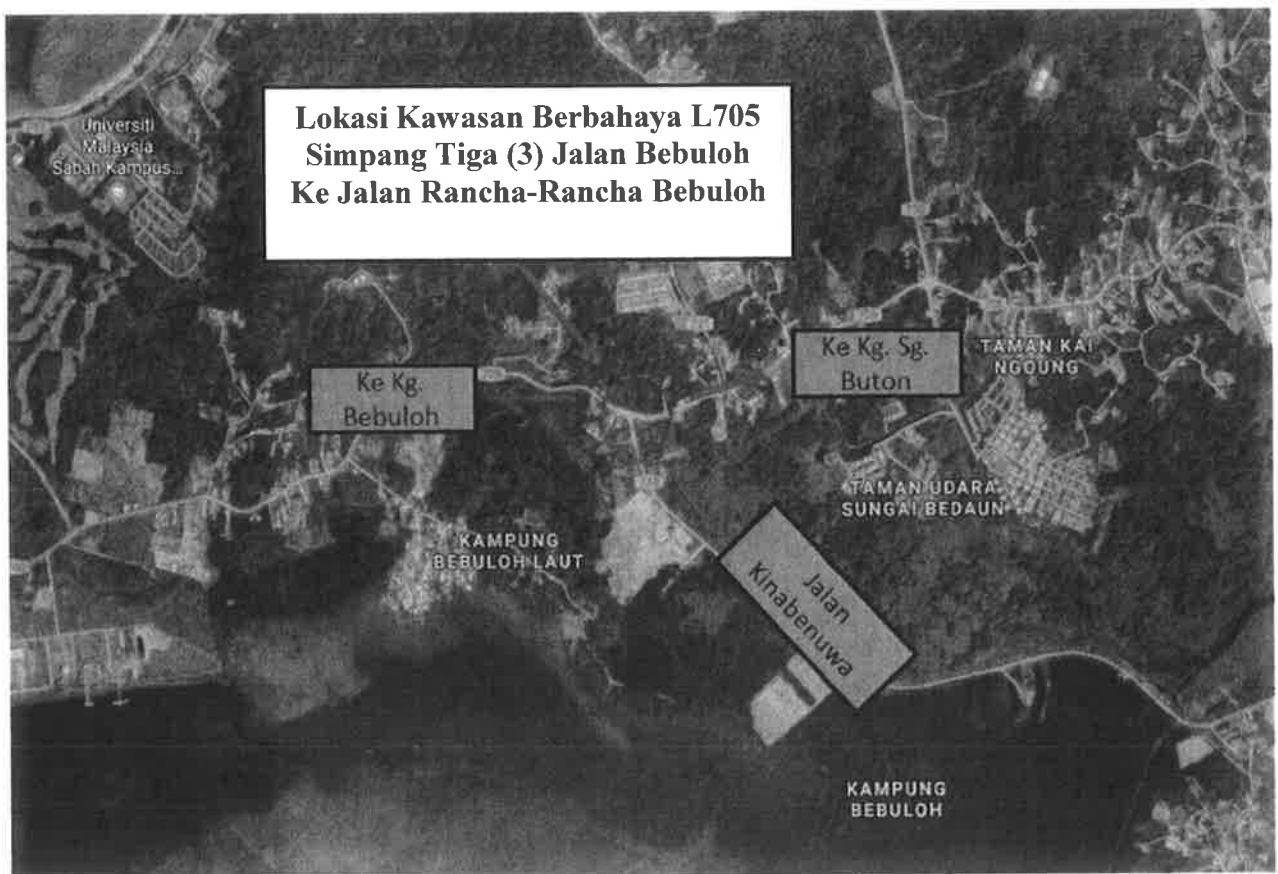 Lokasi Kawasan Berbahaya L705
Simpang Tiga (3) Jalan Bebuloh
Ke Jalan Rancha-Rancha Bebuloh
Universiti
Malaysia
Sabah Kampus...
Ke Kg. Sg.
Buton
TAMAN KAI
NGOUNG
Ke Kg.
Bebuloh
TAMAN UDARA
SUNGAI BEDAUN
KAMPUNG
BEBULOH LAUT
Jalan
Kinabenuwa
KAMPUNG
BEBULOH